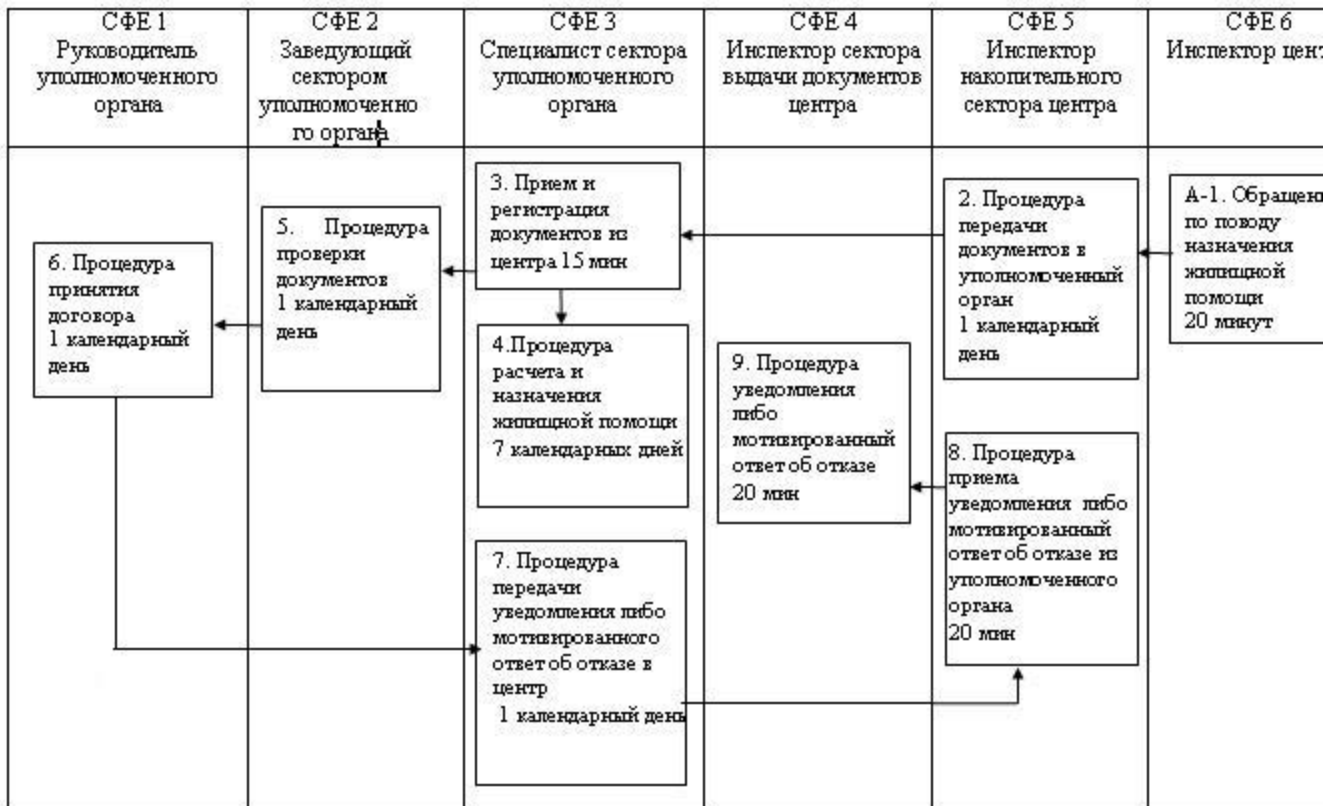 СФЕ 1
Руководитель
уполномоченного
органа
СФЕ 2
Заведующий
сектором
уполномоченно
го органа
СФЕ 3
Специалист сектора
уполномоченного
органа
СФЕ 4
Инспектор сектора
выдачи документов
центра
СФЕ 5
Инспектор
накопительного
сектора центра
СФЕ 6
Инспектор цент
6. Процедура
принятия
договора
1 календарный
день
5. Процедура
проверки
документов
1 календарный
день
3. Прием и
регистрация
документов из
центра 15 мин
4.Процедура
расчета и
назначения
жилищной помощи
7 календарных дней
7. Процедура
передачи
уведомления либо
мотивированного
ответ об отказе в
центр
1 календарный день
9. Процедура
уведомления
либо
мотивированный
ответ об отказе
20 мин
2. Процедура
передачи
документов в
уполномоченный
орган
1 календарный
день
8. Процедура
приема
уведомления либо
мотивированный
ответ об отказе из
уполномоченного
органа
20 мин
А-1. Обращени
по поводу
назначения
жилищной
помощи
20 минут